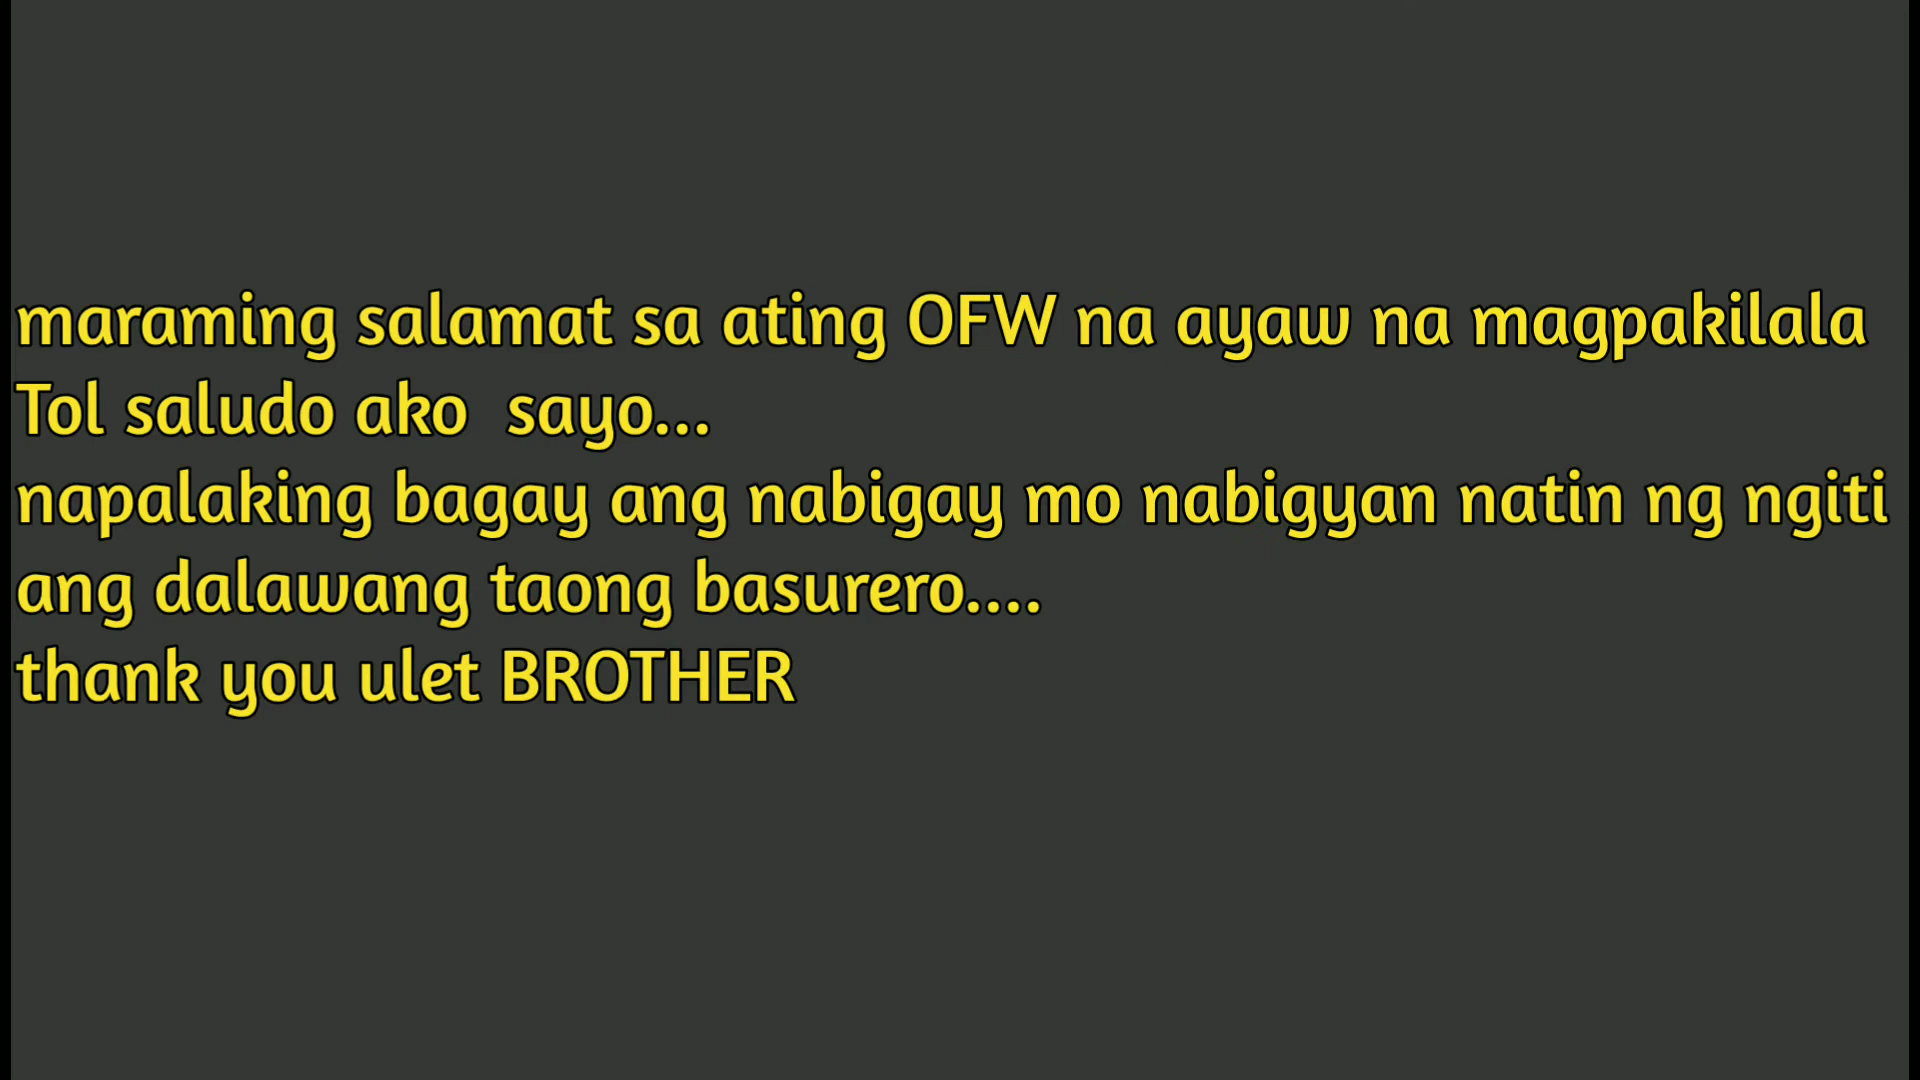 maraming salamat sa ating OFW na ayaw na magpakilala
Tol saludo ako  sayo...
napalaking bagay ang nabigay mo nabigyan natin ng ngiti
ang dalawang taong basurero....
thank you ulet BROTHER